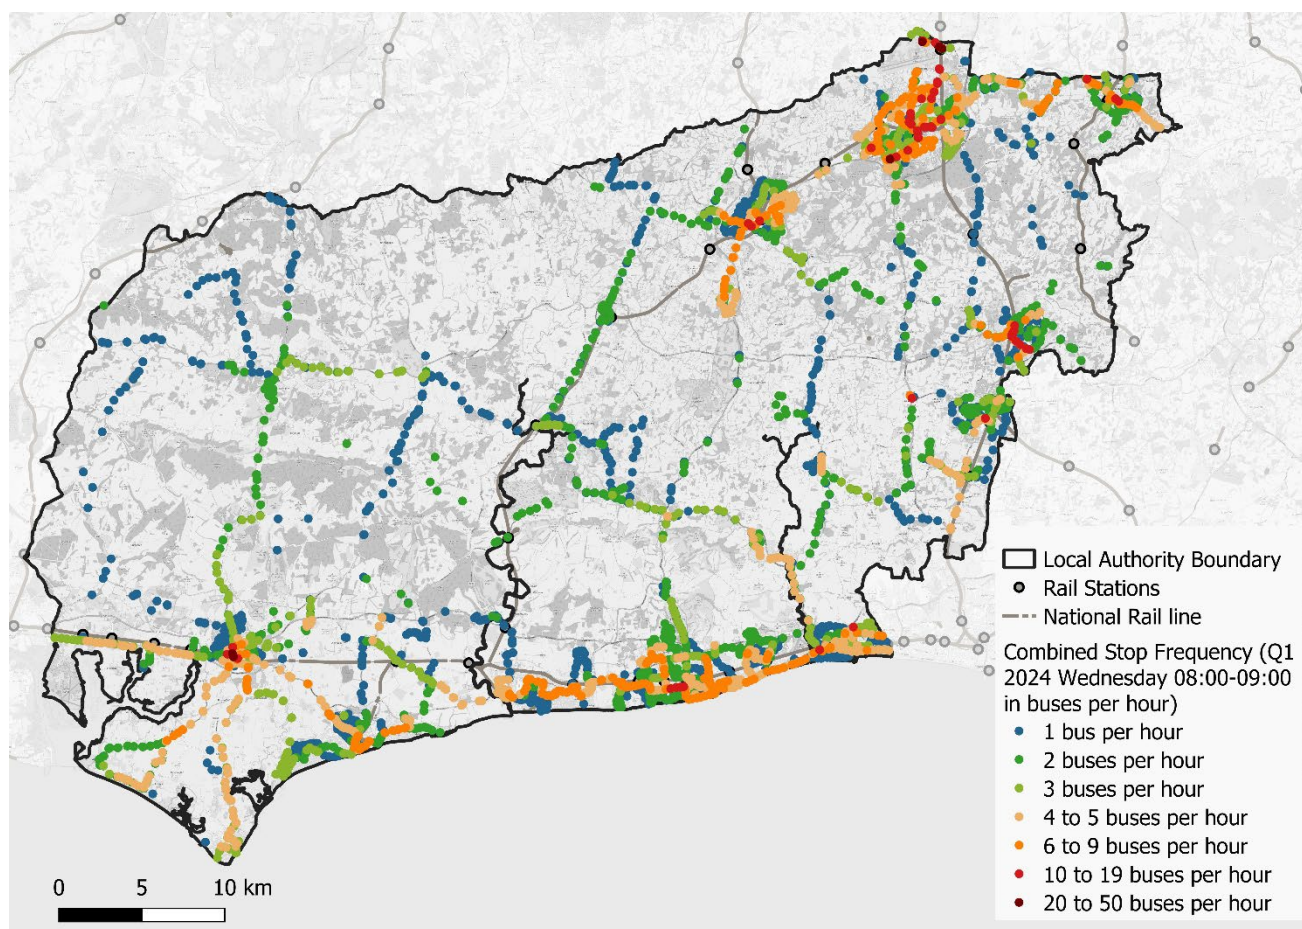 Local Authority Boundary
Rail Stations
National Rail line
Combined Stop Frequency (Q1
2024 Wednesday 08:00-09:00
in buses per hour)
1 bus per hour
2 buses per hour
3 buses per hour
4 to 5 buses per hour
6 to 9 buses per hour
10 to 19 buses per hour
20 to 50 buses per hour
0 5 10 km